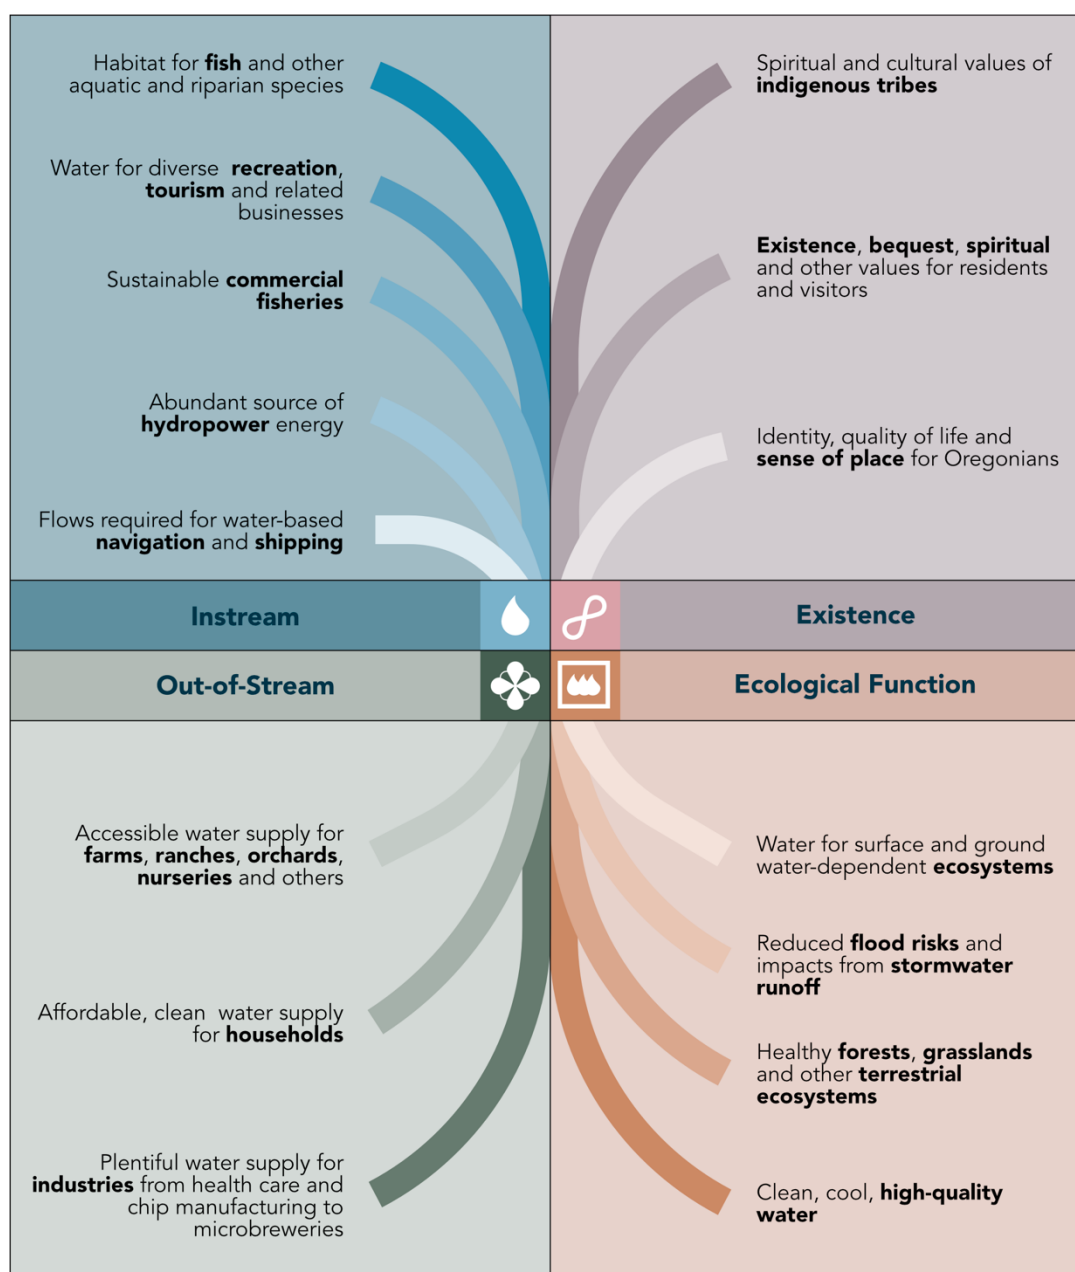 Habitat for fish and other
aquatic and riparian species
Water for diverse recreation,
tourism and related
businesses
Sustainable commercial
fisheries
Abundant source of
hydropower energy
Flows required for water-based
navigation and shipping
Spiritual and cultural values of
indigenous tribes
Existence, bequest, spiritual
and other values for residents
and visitors
Identity, quality of life and
sense of place for Oregonians
Instream
Existence
Out-of-Stream
Ecological Function
Accessible water supply for
farms, ranches, orchards,
nurseries and others
Affordable, clean water supply
for households
Plentiful water supply for
industries from health care and
chip manufacturing to
microbreweries
Water for surface and ground
water-dependent ecosystems
Reduced flood risks and
impacts from stormwater
runoff
Healthy forests, grasslands
and other terrestrial
ecosystems
Clean, cool, high-quality
water